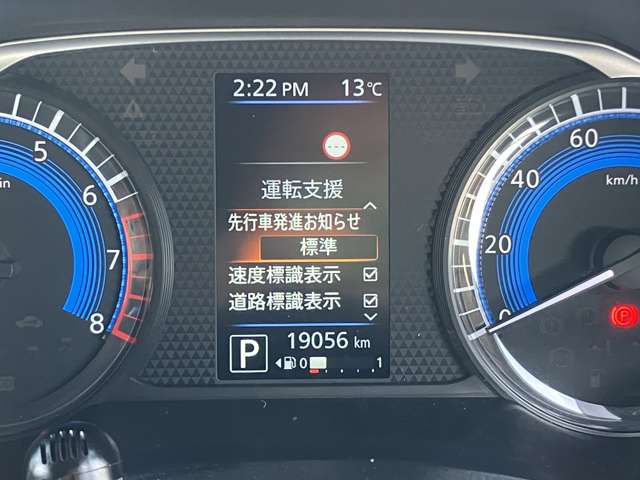 2:22 PM 13℃
---
運転支援
先行車発進お知らせ
標準
速度標識表示
道路標識表示
P 19056 km
0 1
in 5 6 7 8
0 20 40 60 km/h
P